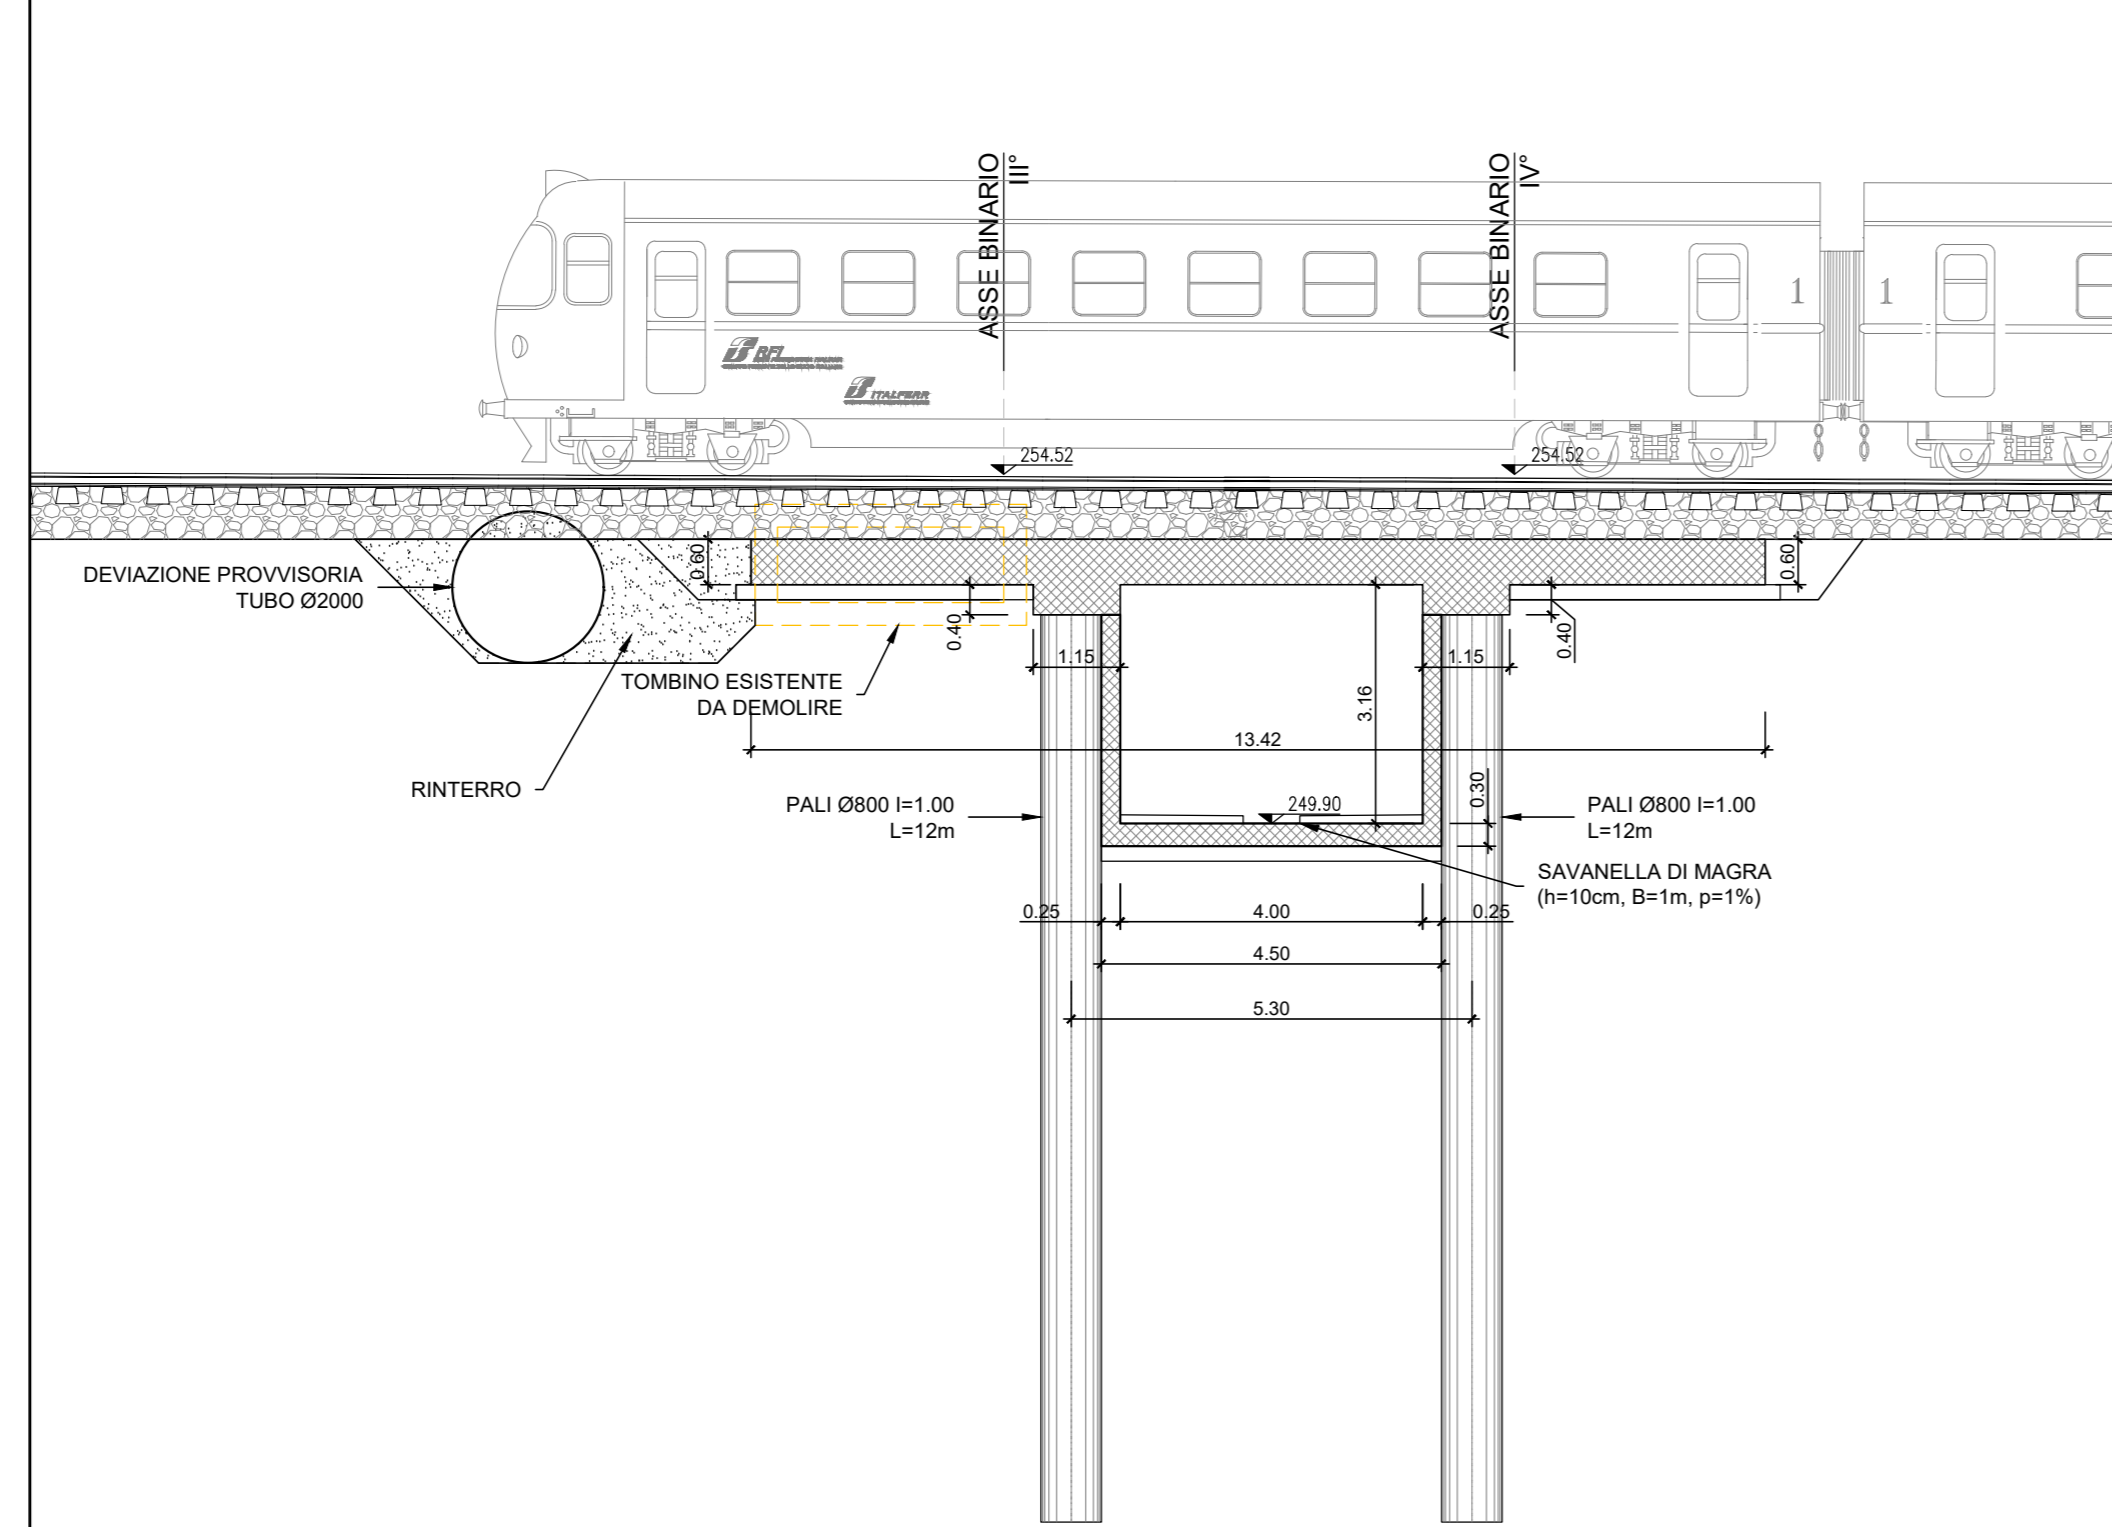 ASSE BINARIO
III°
ASSE BINARIO
IV°
1
1
RFI
ITALFERR
254.52
254.52
0.60
0.60
DEVIAZIONE PROVVISORIA
TUBO Ø2000
0.40
0.40
1.15
1.15
TOMBINO ESISTENTE
DA DEMOLIRE
3.16
13.42
RINTERRO
PALI Ø800 I=1.00
L=12m
249.90
0.30
PALI Ø800 I=1.00
L=12m
SAVANELLA DI MAGRA
(h=10cm, B=1m, p=1%)
0.25
4.00
0.25
4.50
5.30